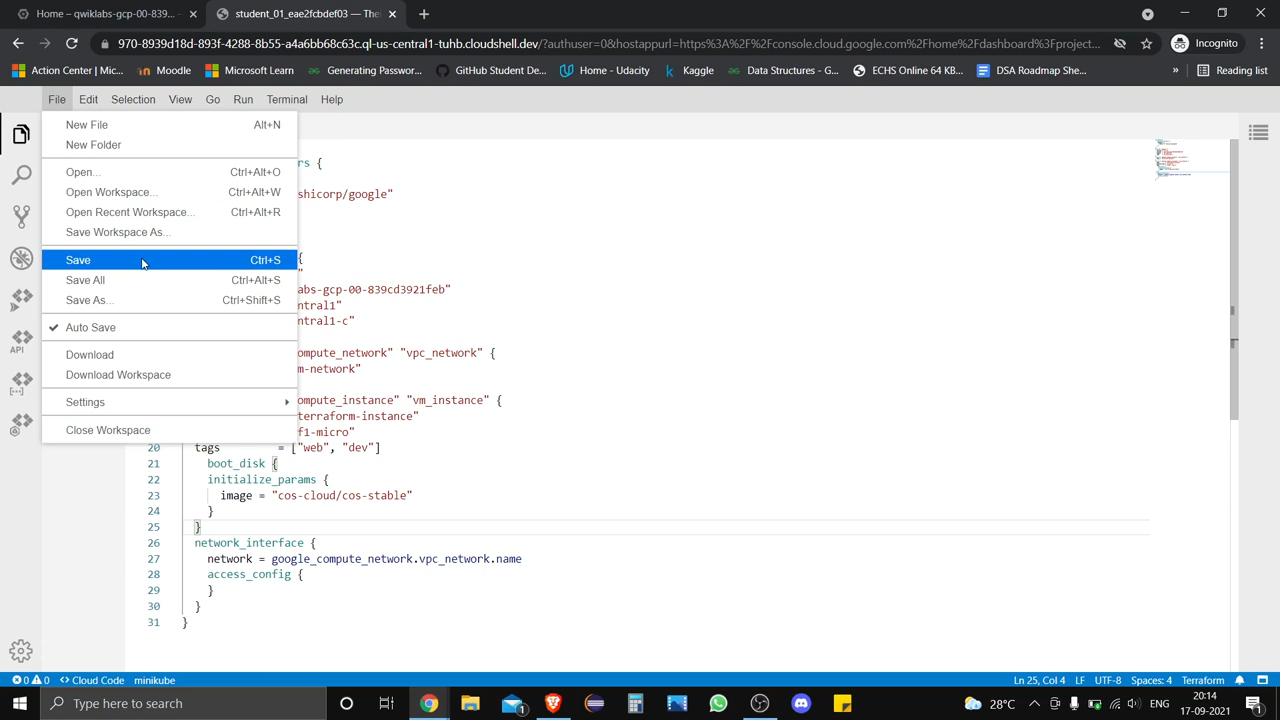 Home – qwiklabs-gcp-00-839…
student_01_eae2fcdef03 — The…
970-8939d18d-893f-4288-8b55-4a6bb68c63c.ql-us-central1-tuhb.cloudshell.dev/?authuser=0&hostappurl=https%3A%2F%2Fconsole.cloud.google.com%2Fhome%2Fdashboard%3Fproject...
Incognito
Action Center | Mic...
Moodle
Microsoft Learn
Generating Passwor...
GitHub Student De...
Home - Udacity
Kaggle
Data Structures - G...
ECHS Online 64 KB...
DSA Roadmap She...
»
Reading list
File Edit Selection View Go Run Terminal Help
New File Alt+N
New Folder
rs {
Open... Ctrl+Alt+O
Open Workspace... Ctrl+Alt+W
shicorp/google"
Open Recent Workspace... Ctrl+Alt+R
Save Workspace As...
Save Ctrl+S
{
"
Save All Ctrl+Alt+S
abs-gcp-00-839cd3921feb"
Save As... Ctrl+Shift+S
ntral1"
ntral1-c"
Auto Save
Download
ompute_network" "vpc_network" {
m-network"
Download Workspace
Settings
ompute_instance" "vm_instance" {
terraform-instance"
Close Workspace
f1-micro"
20 tags = ["web", "dev"]
21 boot_disk {
22 initialize_params {
23 image = "cos-cloud/cos-stable"
24 }
25 }
26 network_interface {
27 network = google_compute_network.vpc_network.name
28 access_config {
29 }
30 }
31 }
API
0 0 <> Cloud Code minikube
Ln 25, Col 4 LF UTF-8 Spaces: 4 Terraform
Type here to search
1
28°C
ENG
20:14
17-09-2021
1